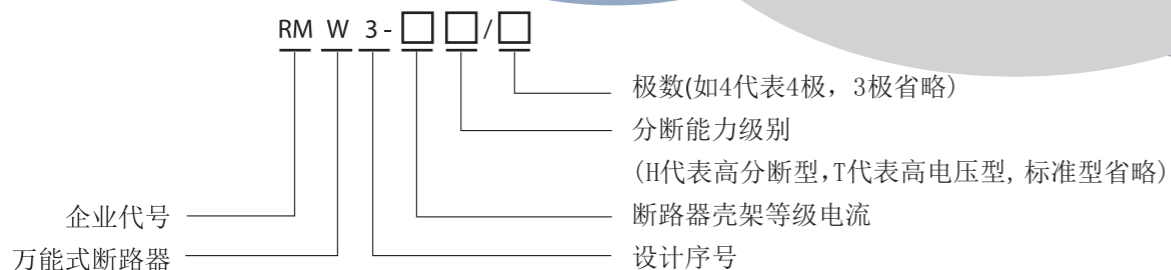 RM W 3-□ □/□
极数(如4代表4极，3极省略)
分断能力级别
(H代表高分断型,T代表高电压型, 标准型省略)
企业代号
断路器壳架等级电流
万能式断路器
设计序号